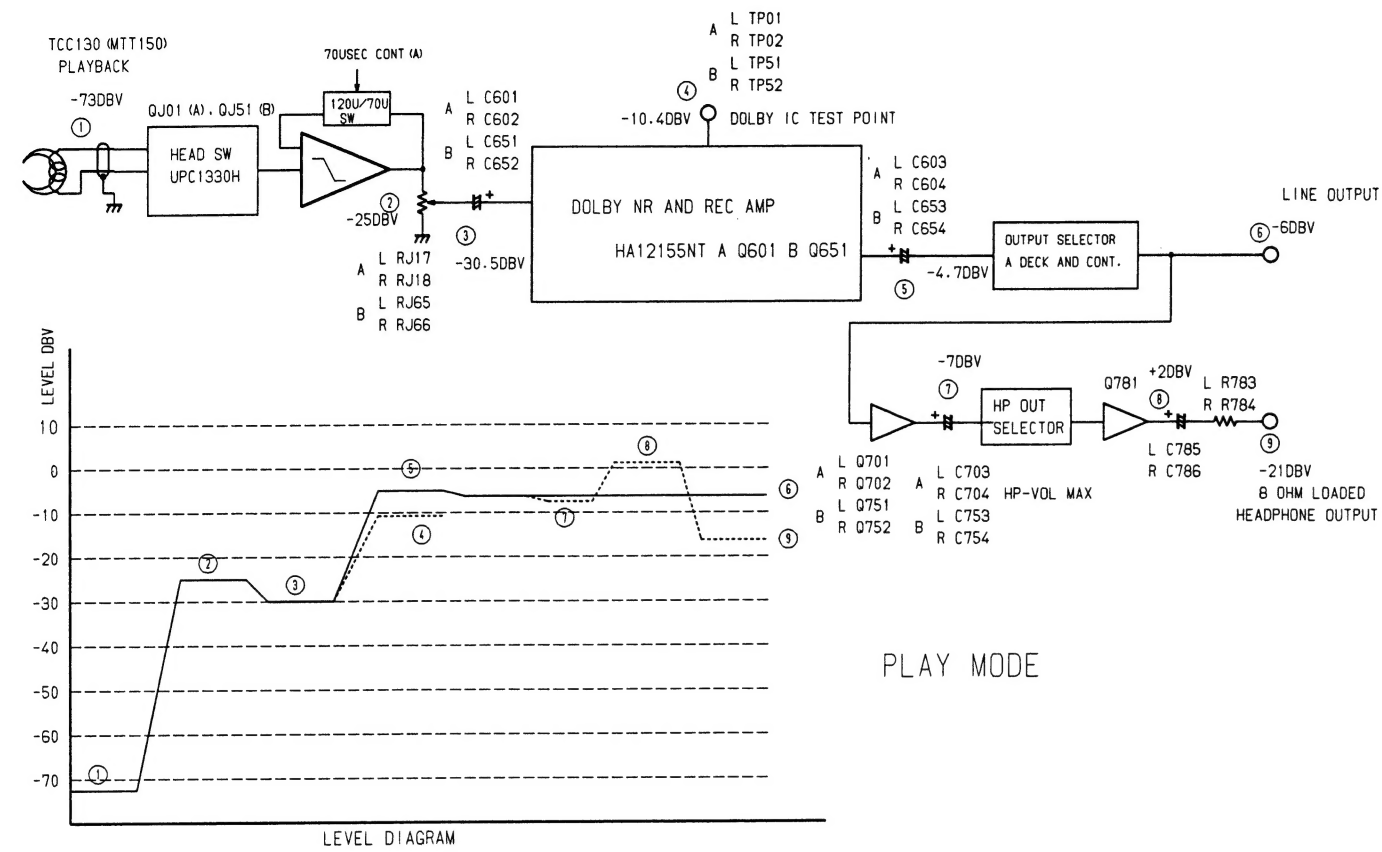 TCC130 (MTT150)
PLAYBACK
-73DBV
①
QJ01 (A), QJ51 (B)
HEAD SW
UPC1330H
70USEC CONT (A)
120U/70U
SW
②
-25DBV
A L RJ17
R RJ18
B L RJ65
R RJ66
A L C601
R C602
B L C651
R C652
③
-30.5DBV
A L TP01
R TP02
B L TP51
R TP52
④
-10.4DBV
DOLBY IC TEST POINT
DOLBY NR AND REC AMP
HA12155NT A Q601 B Q651
A L C603
R C604
B L C653
R C654
⑤
-4.7DBV
OUTPUT SELECTOR
A DECK AND CONT.
LINE OUTPUT
⑥ -6DBV
A L Q701
R Q702
B L Q751
R Q752
-7DBV
⑦
A L C703
R C704
B L C753
R C754
HP OUT
SELECTOR
HP-VOL MAX
Q781
+2DBV
⑧
L C785
R C786
L R783
R R784
⑨
-21DBV
8 OHM LOADED
HEADPHONE OUTPUT
LEVEL DBV
10
0
-10
-20
-30
-40
-50
-60
-70
①
②
③
④
⑤
⑥
⑦
⑧
⑨
LEVEL DIAGRAM
PLAY MODE